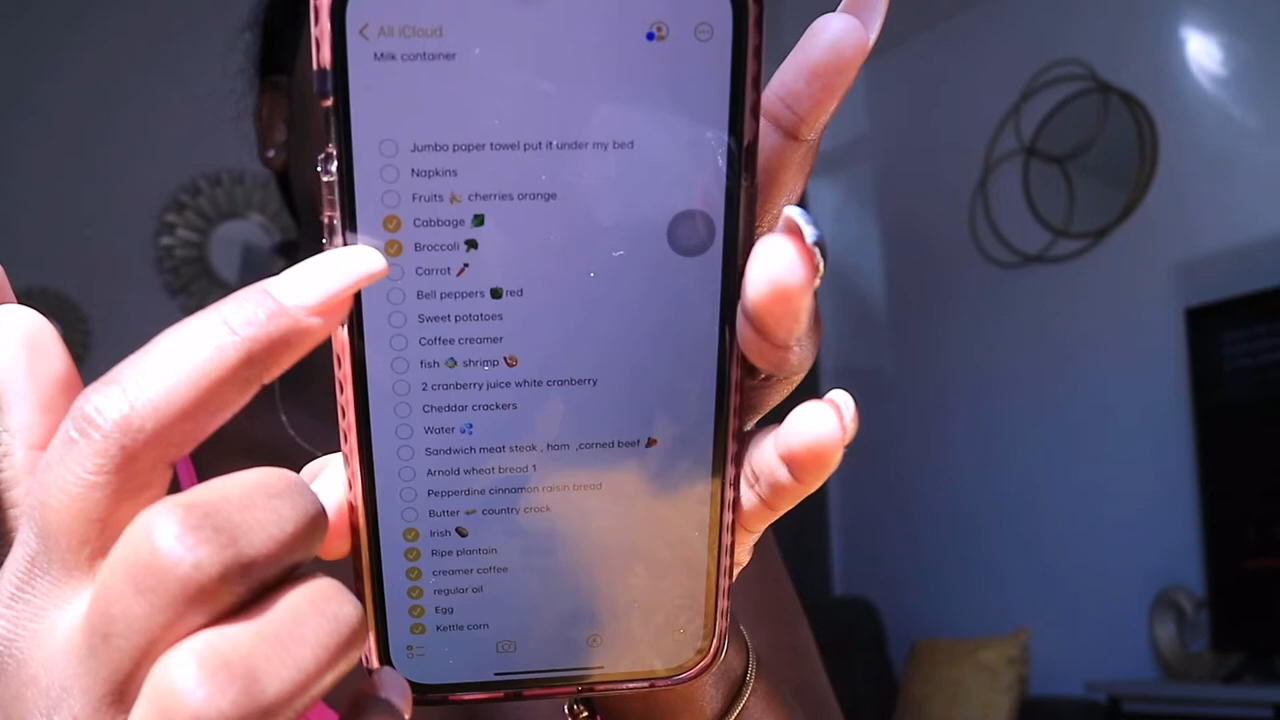 All iCloud
Milk container
Jumbo paper towel put it under my bed
Napkins
Fruits 🍌 cherries orange
Cabbage 🥬
Broccoli 🥦
Carrot 🥕
Bell peppers 🫑 red
Sweet potatoes
Coffee creamer
fish 🐠 shrimp 🍤
2 cranberry juice white cranberry
Cheddar crackers
Water 💦
Sandwich meat steak , ham ,corned beef 🍖
Arnold wheat bread 1
Pepperdine cinnamon raisin bread
Butter 🧈 country crock
Irish 🥔
Ripe plantain
creamer coffee
regular oil
Egg
Kettle corn